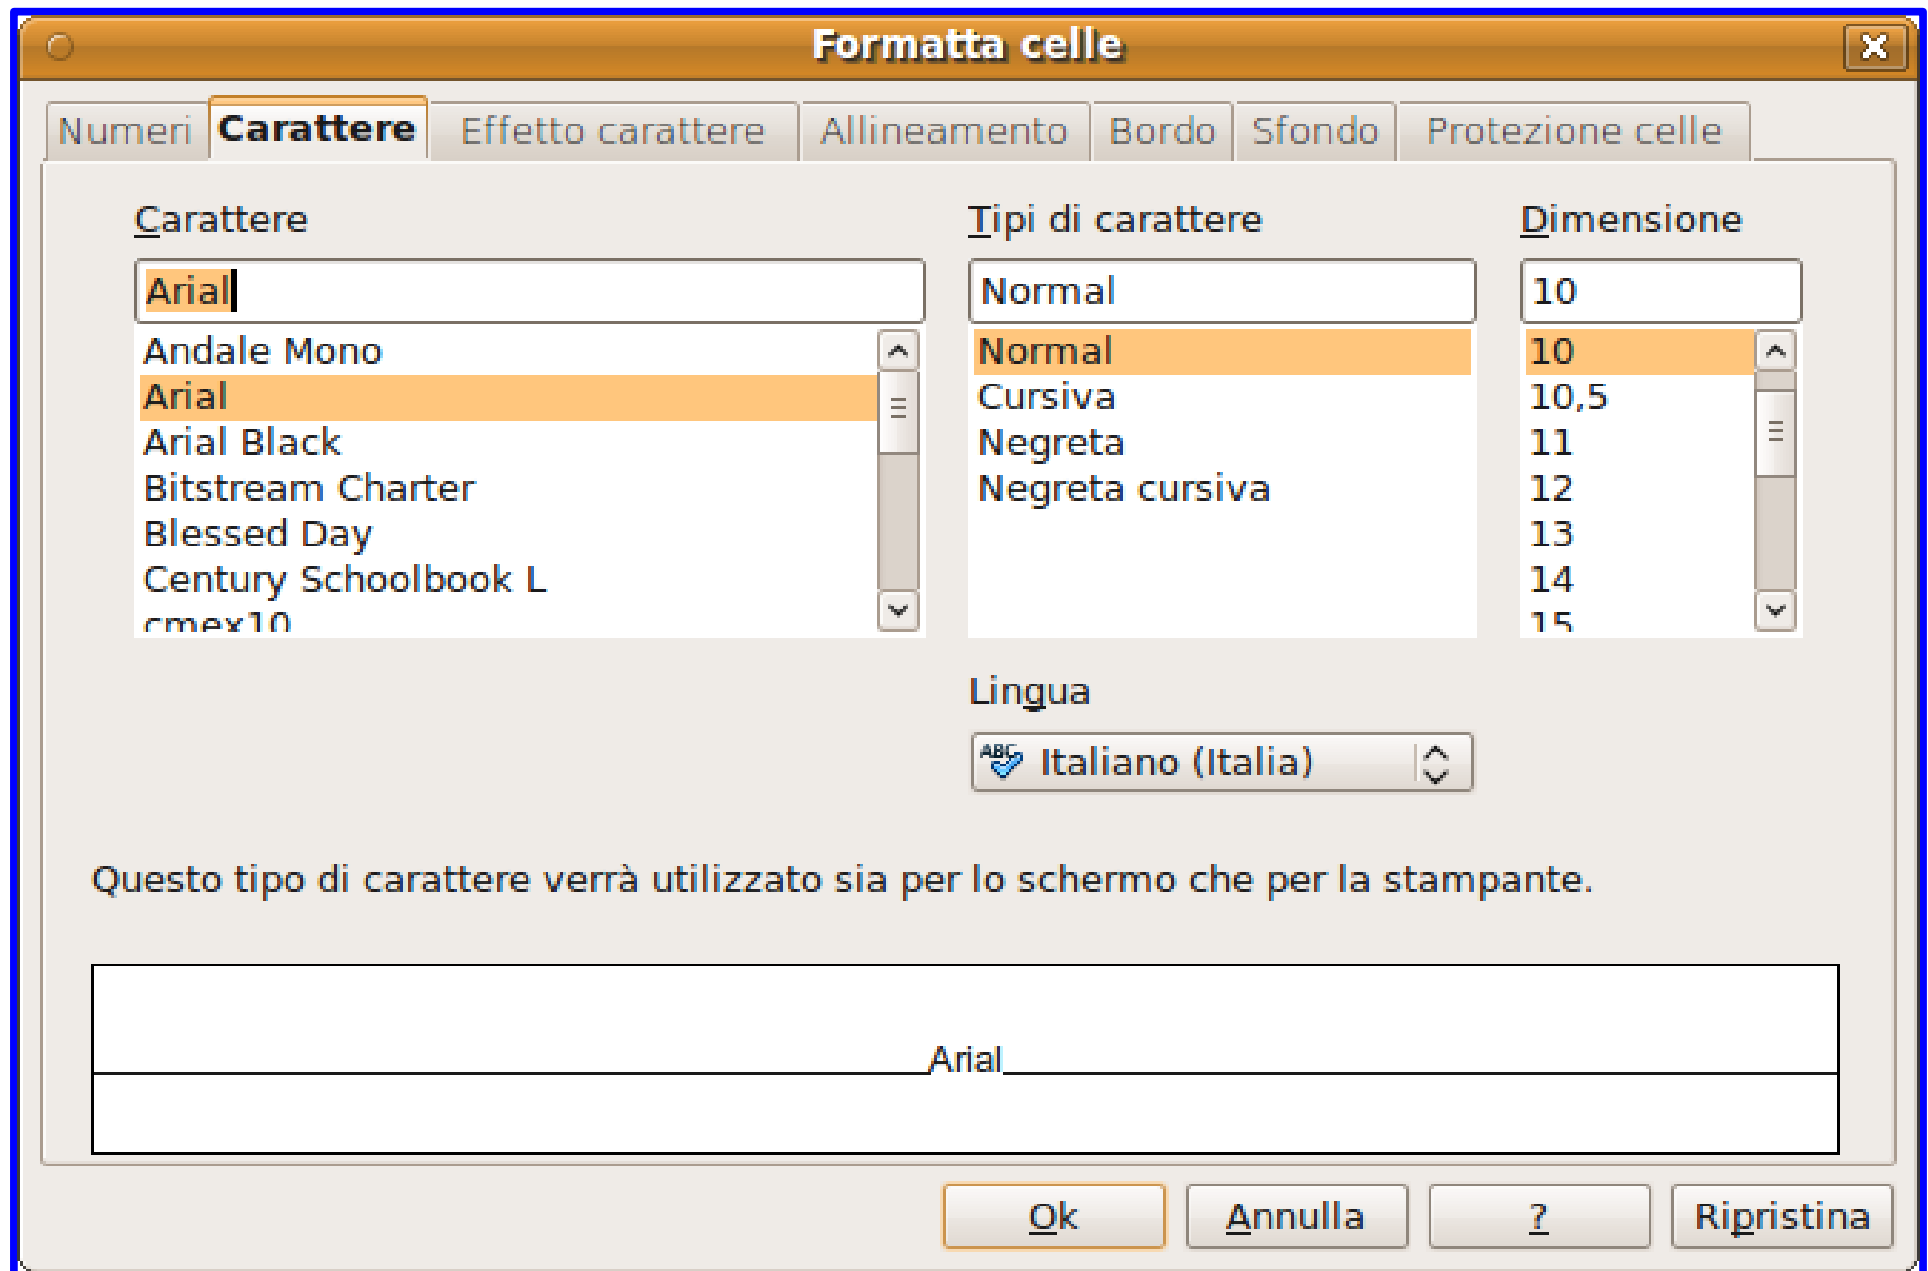 Formatta celle
Numeri Carattere Effetto carattere Allineamento Bordo Sfondo Protezione celle
Carattere Tipi di carattere Dimensione
Arial Normal 10
Andale Mono Normal 10
Arial Cursiva 10,5
Arial Black Negreta 11
Bitstream Charter Negreta cursiva 12
Blessed Day 13
Century Schoolbook L 14
cmex10 15
Lingua
ABC Italiano (Italia)
Questo tipo di carattere verrà utilizzato sia per lo schermo che per la stampante.
Arial
Ok Annulla ? Ripristina